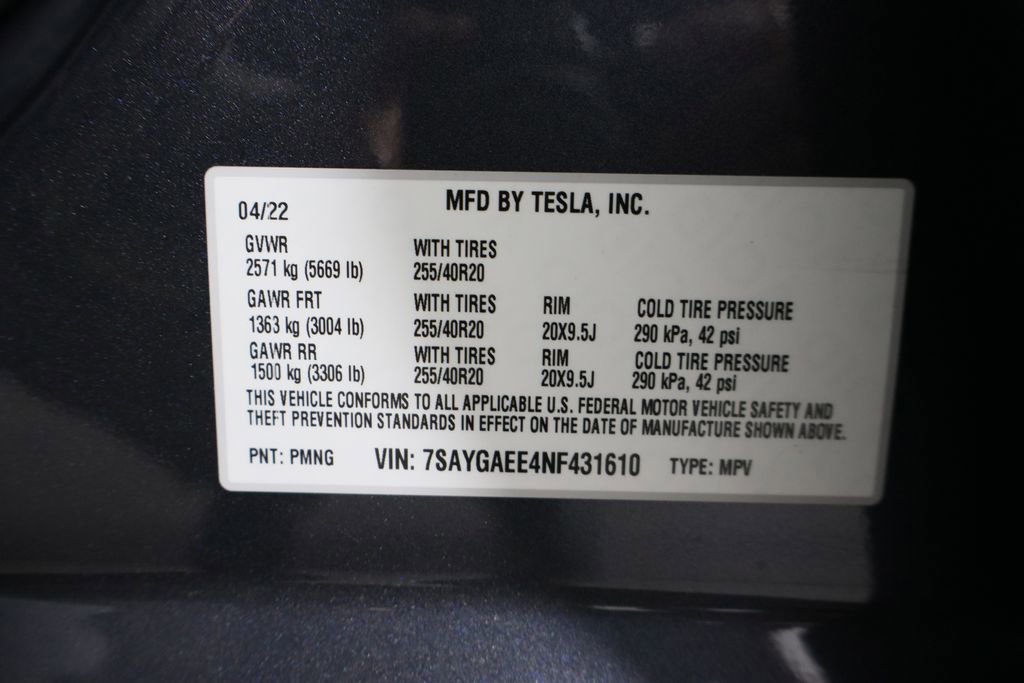 04/22 MFD BY TESLA, INC.
GVWR WITH TIRES
2571 kg (5669 lb) 255/40R20
GAWR FRT WITH TIRES RIM COLD TIRE PRESSURE
1363 kg (3004 lb) 255/40R20 20X9.5J 290 kPa, 42 psi
GAWR RR WITH TIRES RIM COLD TIRE PRESSURE
1500 kg (3306 lb) 255/40R20 20X9.5J 290 kPa, 42 psi
THIS VEHICLE CONFORMS TO ALL APPLICABLE U.S. FEDERAL MOTOR VEHICLE SAFETY AND
THEFT PREVENTION STANDARDS IN EFFECT ON THE DATE OF MANUFACTURE SHOWN ABOVE.
PNT: PMNG VIN: 7SAYGAEE4NF431610 TYPE: MPV